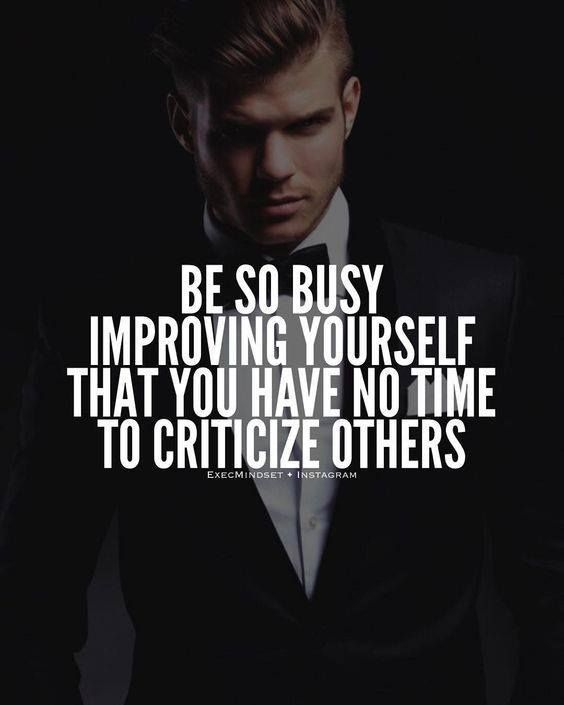 BE SO BUSY
IMPROVING YOURSELF
THAT YOU HAVE NO TIME
TO CRITICIZE OTHERS
EXECMINDSET + INSTAGRAM